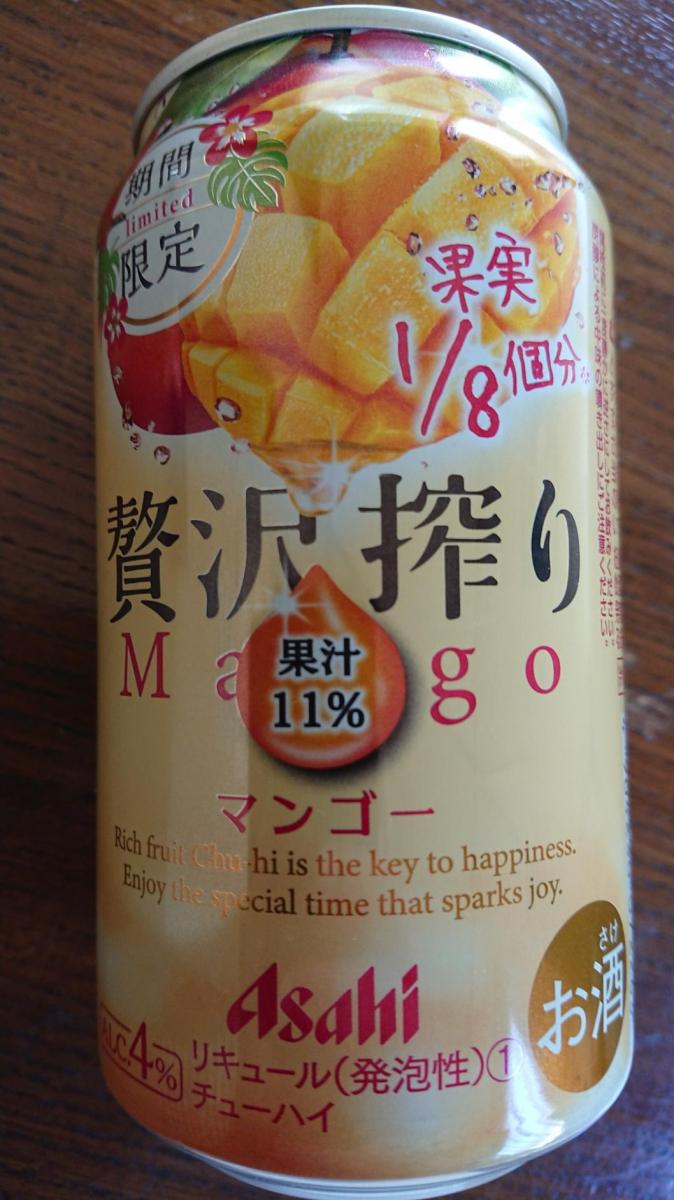 期間
limited
限定
果実
1/8個分
贅沢搾り
Mango
果汁
11%
マンゴー
Rich fruit Chu-hi is the key to happiness.
Enjoy the special time that sparks joy.
Asahi
ALC.4%
リキュール(発泡性)①
チューハイ
さけ
お酒